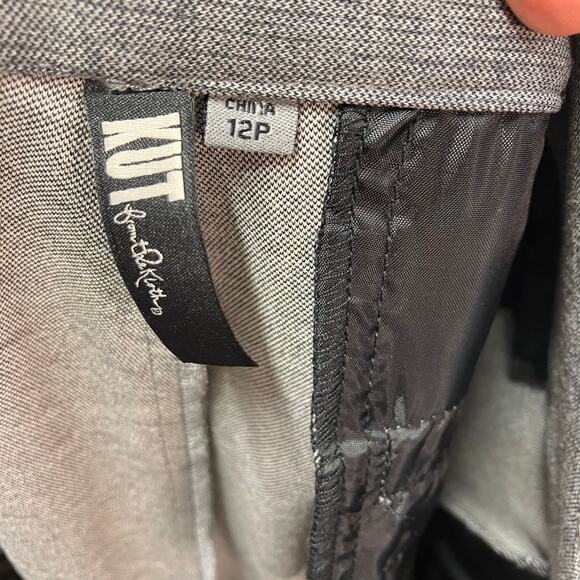 KUT
from the Kloth
CHINA
12P